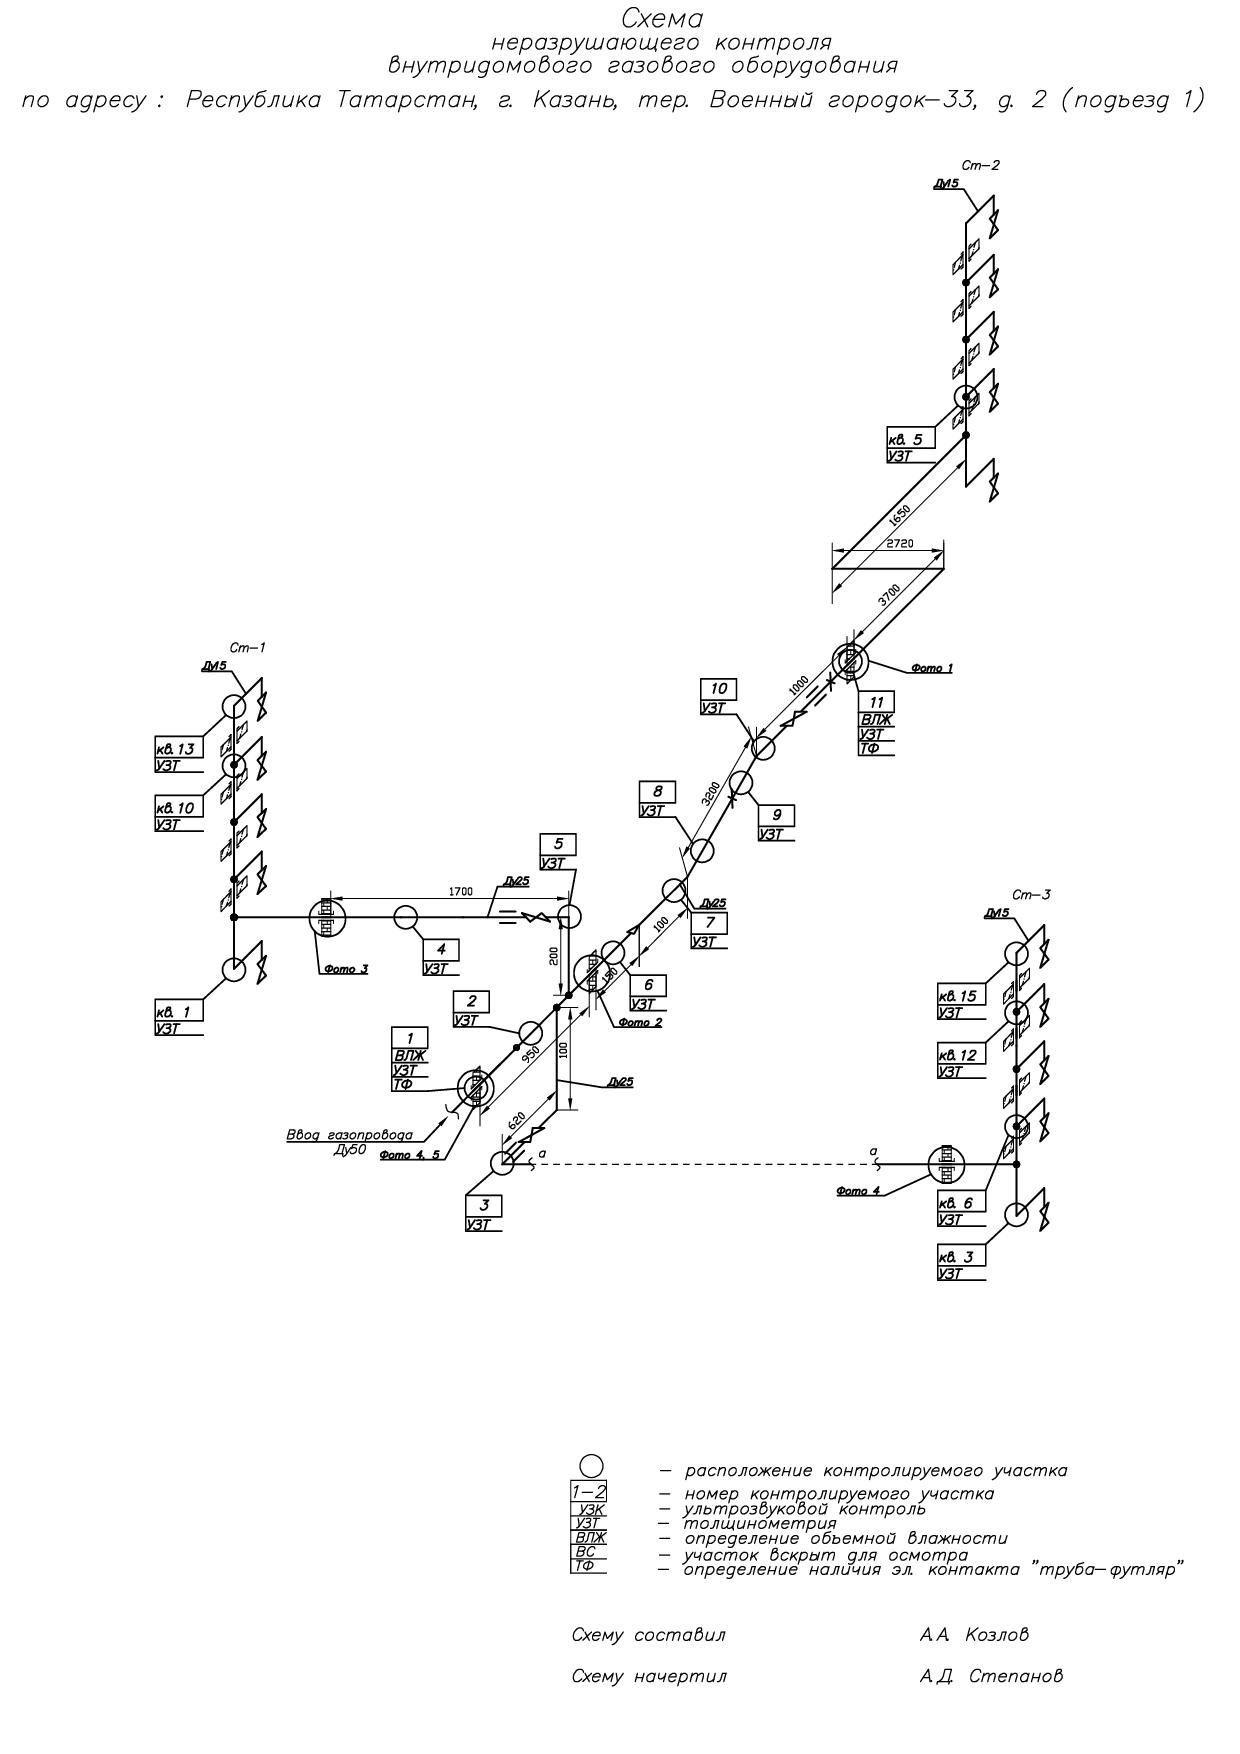 Схема
неразрушающего контроля
внутридомового газового оборудования
по адресу : Республика Татарстан, г. Казань, тер. Военный городок-33, д. 2 (подъезд 1)
Ст-2
Ду15
кв. 5
УЗТ
1650
2720
3700
Фото 1
1000
10
УЗТ
11
ВЛЖ
УЗТ
ТФ
Ст-1
Ду15
кв. 13
УЗТ
кв. 10
УЗТ
3200
8
УЗТ
9
УЗТ
5
УЗТ
Ду25
1700
Ду25
7
УЗТ
100
Ст-3
Ду15
4
УЗТ
Фото 3
200
150
6
УЗТ
Фото 2
кв. 1
УЗТ
2
УЗТ
кв. 15
УЗТ
1
ВЛЖ
УЗТ
ТФ
950
100
кв. 12
УЗТ
Ду25
620
Ввод газопровода
Ду50
Фото 4, 5
а
а
Фото 4
3
УЗТ
кв. 6
УЗТ
кв. 3
УЗТ
– расположение контролируемого участка
1-2 – номер контролируемого участка
УЗК – ультрозвуковой контроль
УЗТ – толщинометрия
ВЛЖ – определение объемной влажности
ВС – участок вскрыт для осмотра
ТФ – определение наличия эл. контакта "труба-футляр"
Схему составил А.А. Козлов
Схему начертил А.Д. Степанов